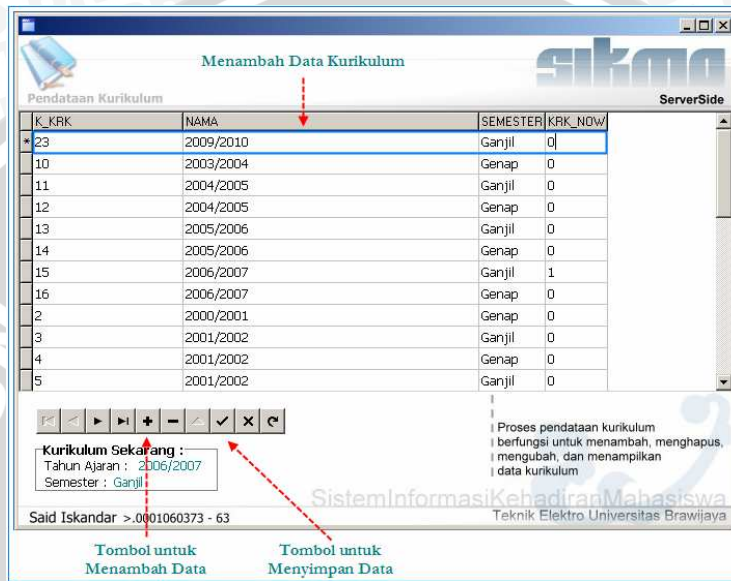 Menambah Data Kurikulum
sikma
Pendataan Kurikulum
ServerSide
K_KRK NAMA SEMESTER KRK_NOW
* 23 2009/2010 Ganjil 0
10 2003/2004 Genap 0
11 2004/2005 Ganjil 0
12 2004/2005 Genap 0
13 2005/2006 Ganjil 0
14 2005/2006 Genap 0
15 2006/2007 Ganjil 1
16 2006/2007 Genap 0
2 2000/2001 Genap 0
3 2001/2002 Ganjil 0
4 2001/2002 Genap 0
5 2001/2002 Ganjil 0
Proses pendataan kurikulum
berfungsi untuk menambah, menghapus,
mengubah, dan menampilkan
data kurikulum
Kurikulum Sekarang :
Tahun Ajaran : 2006/2007
Semester : Ganjil
SistemInformasiKehadiranMahasiswa
Said Iskandar >.0001060373 - 63
Teknik Elektro Universitas Brawijaya
Tombol untuk
Menambah Data
Tombol untuk
Menyimpan Data